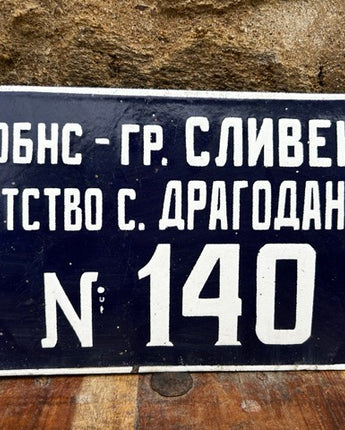 ОБНС - ГР. СЛИВЕ
ТСТВО С. ДРАГОДАН
№ 140